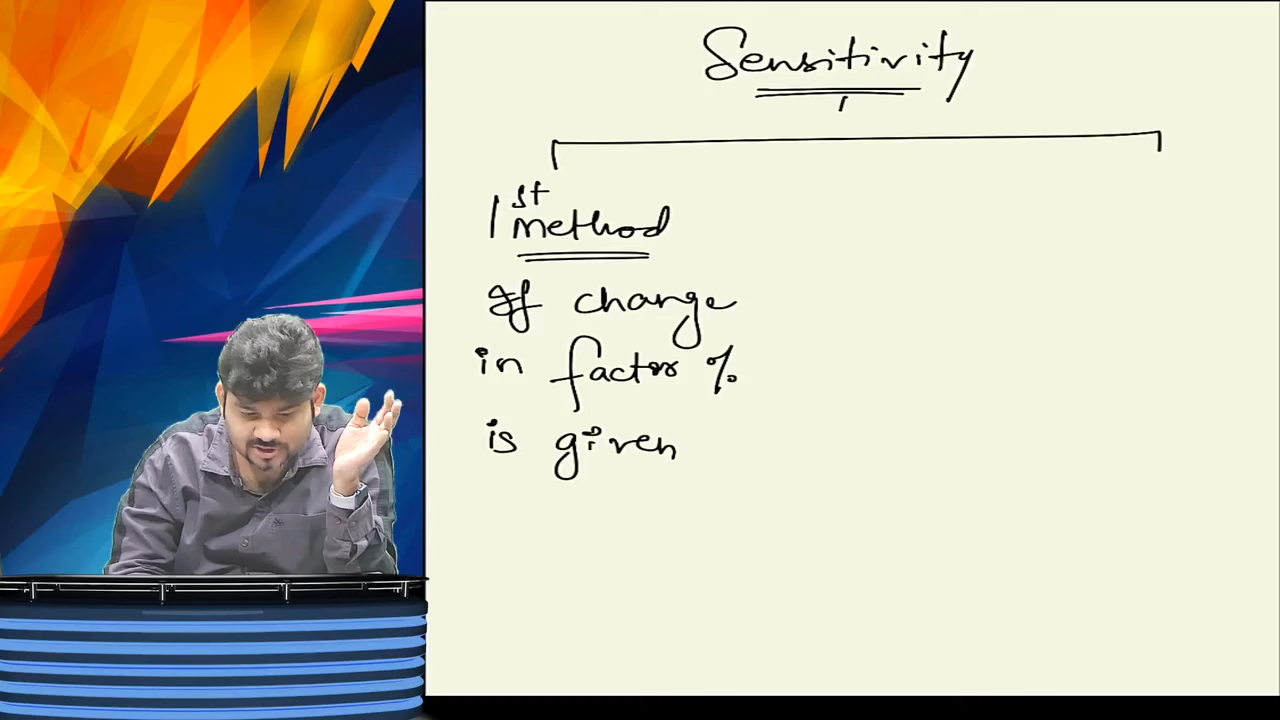 Sensitivity
1st method
If change
in factor %
is given